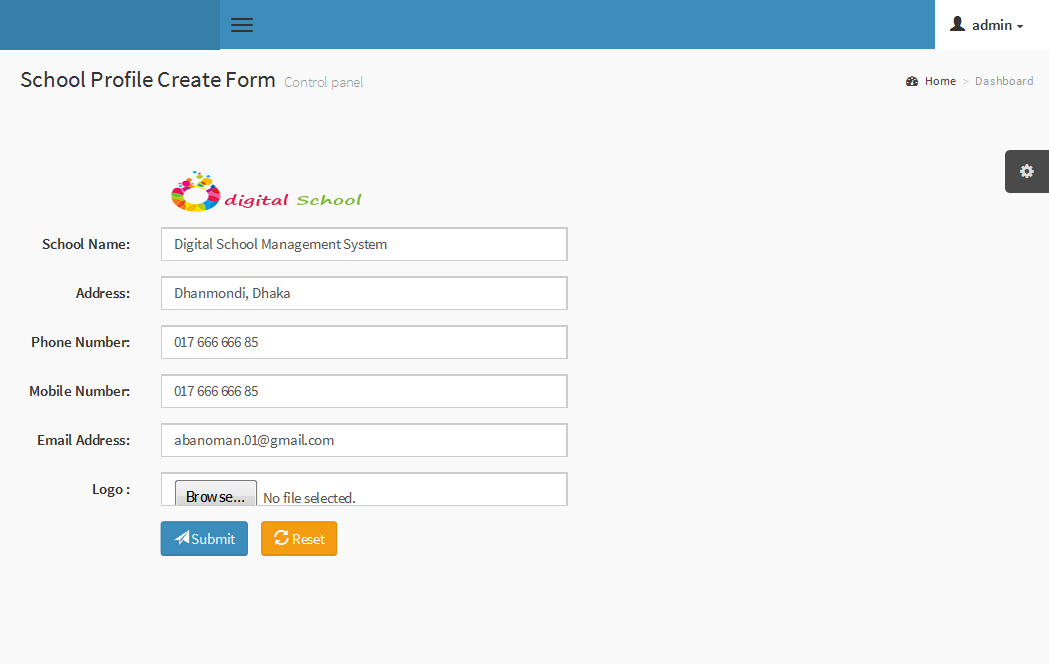 admin
School Profile Create Form Control panel
Home > Dashboard
digital School
School Name: Digital School Management System
Address: Dhanmondi, Dhaka
Phone Number: 017 666 666 85
Mobile Number: 017 666 666 85
Email Address: abanoman.01@gmail.com
Logo : Browse... No file selected.
Submit Reset